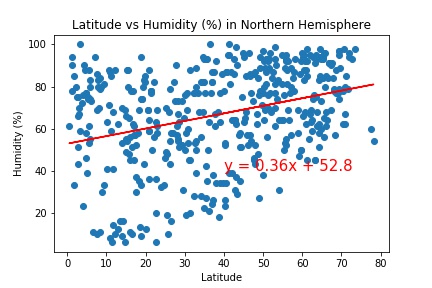 Latitude vs Humidity (%) in Northern Hemisphere
100
80
60
40
20
Humidity (%)
y = 0.36x + 52.8
0 10 20 30 40 50 60 70 80
Latitude